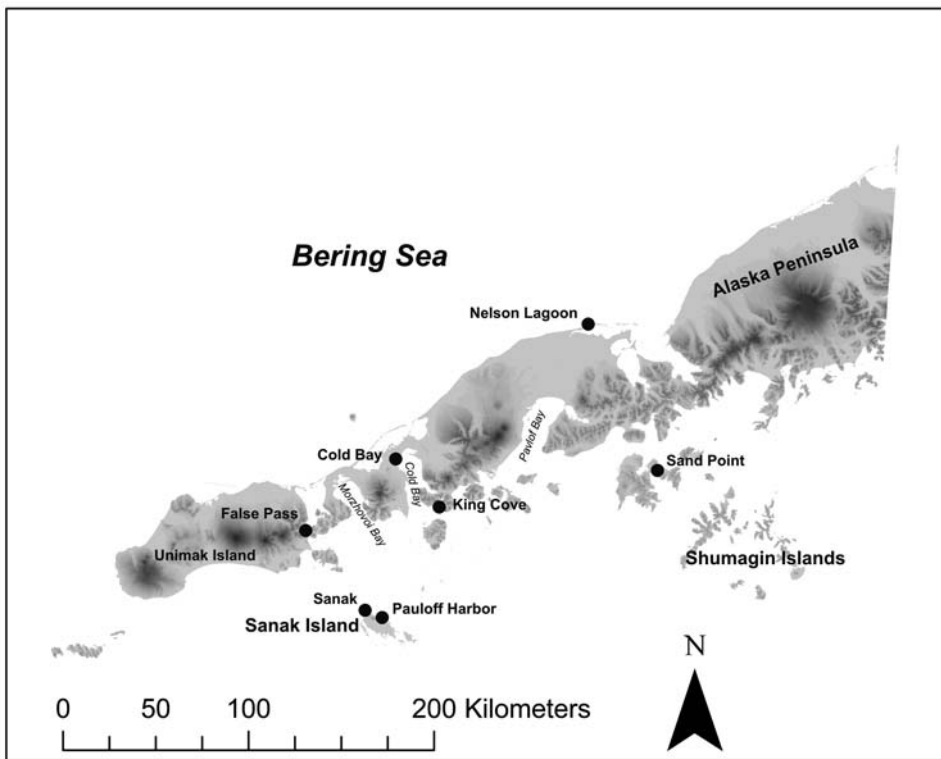 Bering Sea
Alaska Peninsula
Nelson Lagoon
Pavlof Bay
Cold Bay
Cold Bay
Sand Point
Morzhovoi Bay
King Cove
False Pass
Unimak Island
Shumagin Islands
Sanak
Pauloff Harbor
Sanak Island
N
0 50 100 200 Kilometers